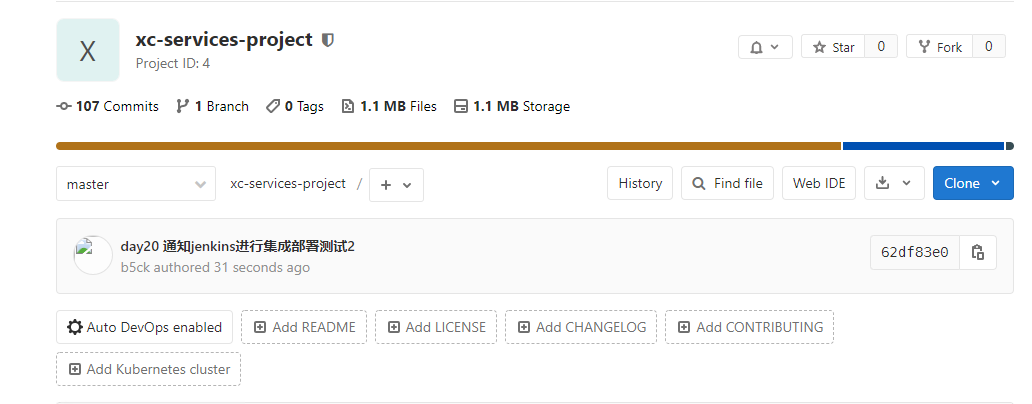 X
xc-services-project
Project ID: 4
Star 0 Fork 0
107 Commits 1 Branch 0 Tags 1.1 MB Files 1.1 MB Storage
master xc-services-project / + History Find file Web IDE Clone
day20 通知jenkins进行集成部署测试2
b5ck authored 31 seconds ago
62df83e0
Auto DevOps enabled Add README Add LICENSE Add CHANGELOG Add CONTRIBUTING
Add Kubernetes cluster